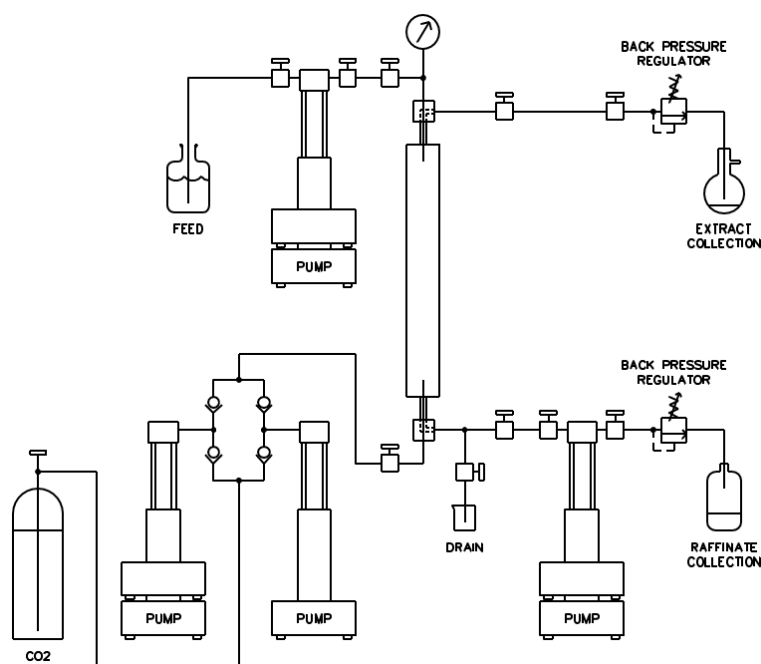 BACK PRESSURE
REGULATOR
FEED
PUMP
EXTRACT
COLLECTION
BACK PRESSURE
REGULATOR
DRAIN
RAFFINATE
COLLECTION
PUMP
PUMP
PUMP
CO2